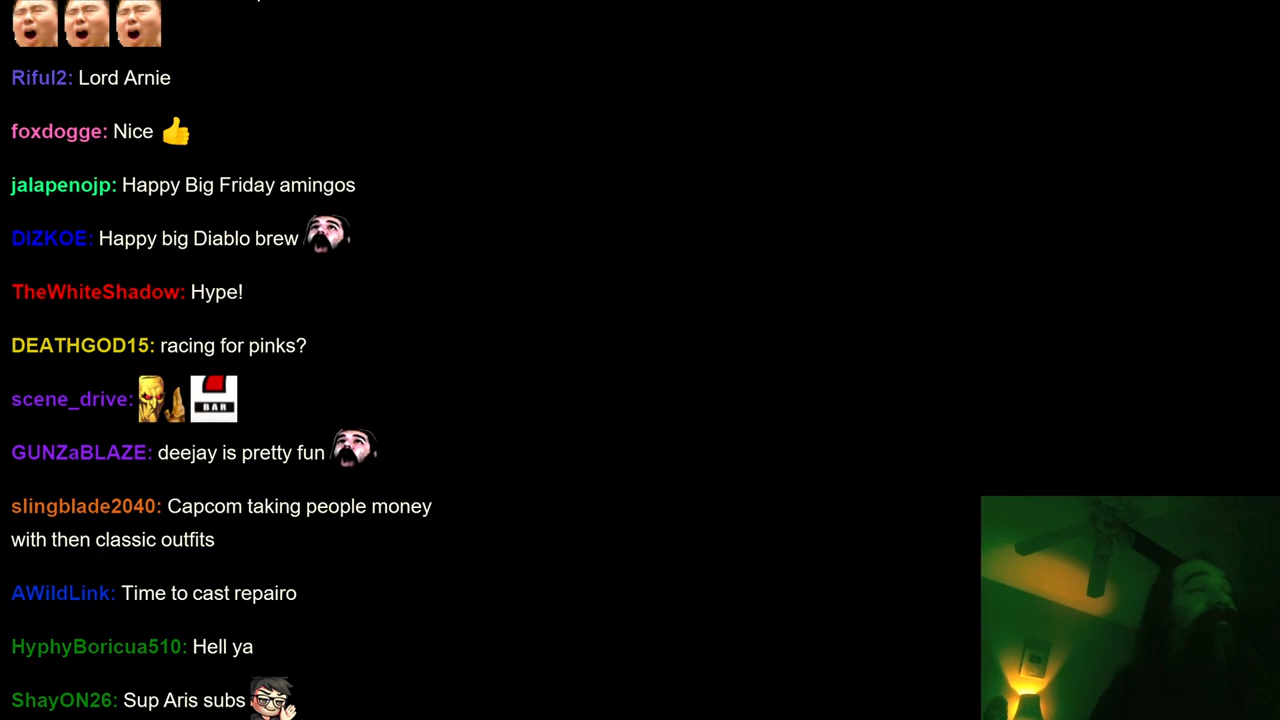 Riful2: Lord Arnie
foxdogge: Nice
jalapenojp: Happy Big Friday amingos
DIZKOE: Happy big Diablo brew
TheWhiteShadow: Hype!
DEATHGOD15: racing for pinks?
scene_drive:
BAR
GUNZaBLAZE: deejay is pretty fun
slingblade2040: Capcom taking people money
with then classic outfits
AWildLink: Time to cast repairo
HyphyBoricua510: Hell ya
ShayON26: Sup Aris subs